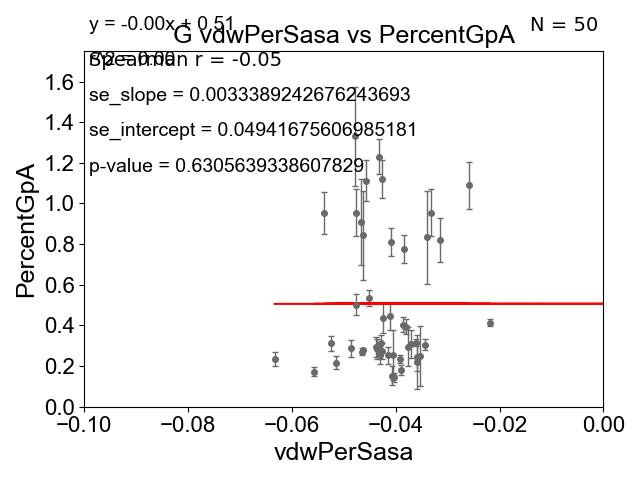 y = -0.00x + 0.51
N = 50
G vdwPerSasa vs PercentGpA
Spearman r = -0.05
se_slope = 0.0033389242676243693
se_intercept = 0.04941675606985181
p-value = 0.6305639338607829
PercentGpA
1.6
1.4
1.2
1.0
0.8
0.6
0.4
0.2
0.0
−0.10
−0.08
−0.06
−0.04
−0.02
0.00
vdwPerSasa